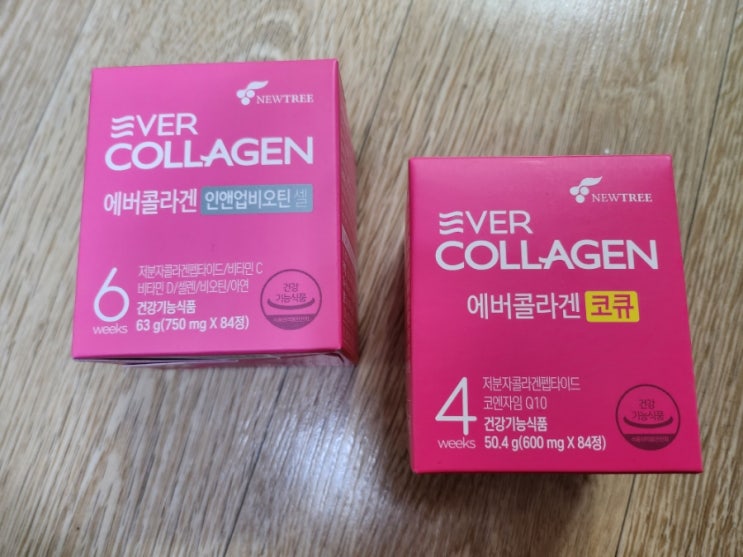 NEWTREE
EVER
COLLAGEN
에버콜라겐 인앤업비오틴 셀
저분자콜라겐펩타이드/비타민 C
비타민 D/셀렌/비오틴/아연
6
weeks
건강기능식품
63 g(750 mg X 84정)
건강
기능식품
NEWTREE
EVER
COLLAGEN
에버콜라겐 코큐
저분자콜라겐펩타이드
코엔자임 Q10
4
weeks
건강기능식품
50.4 g(600 mg X 84정)
건강
기능식품